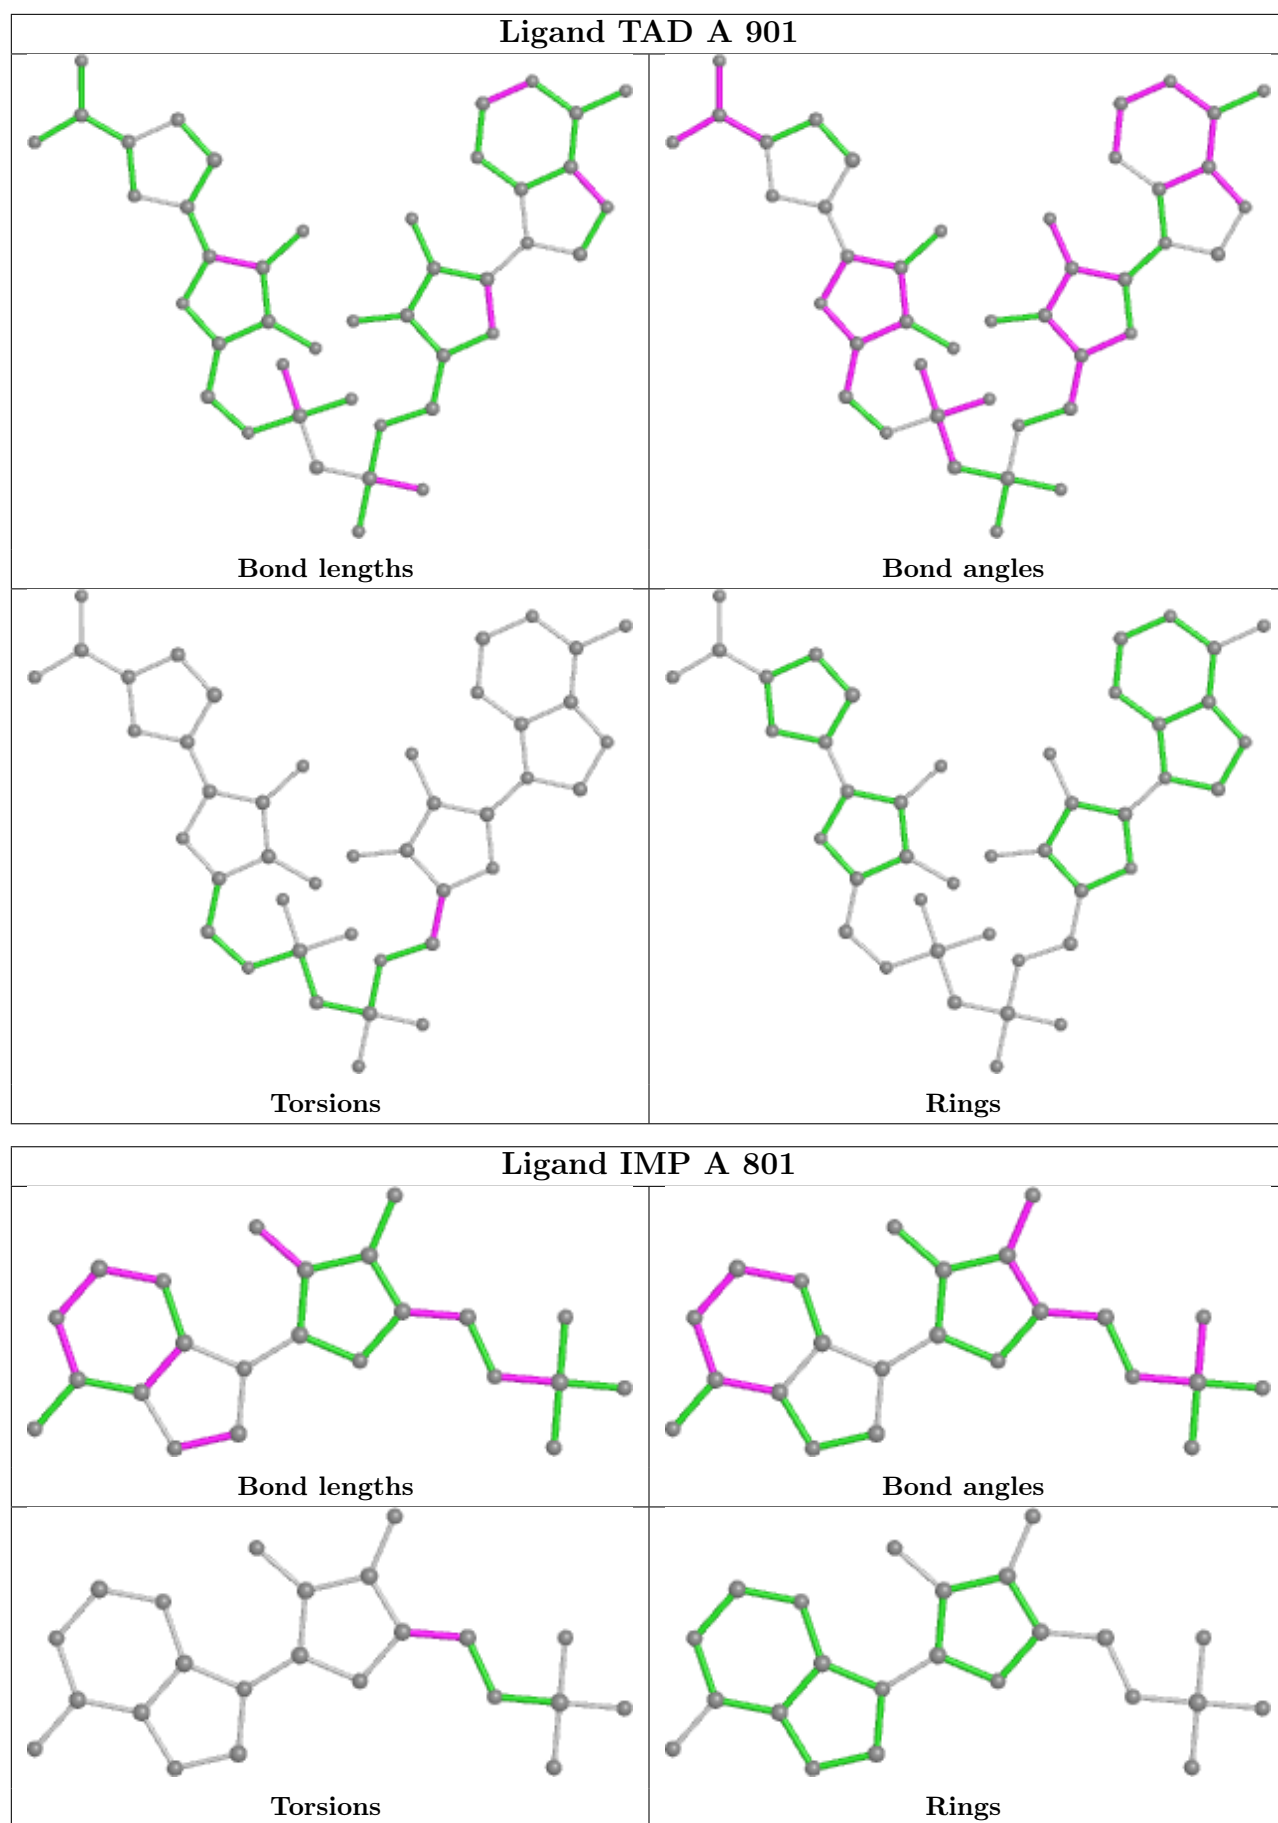 Ligand TAD A 901
Bond lengths
Bond angles
Torsions
Rings
Ligand IMP A 801
Bond lengths
Bond angles
Torsions
Rings